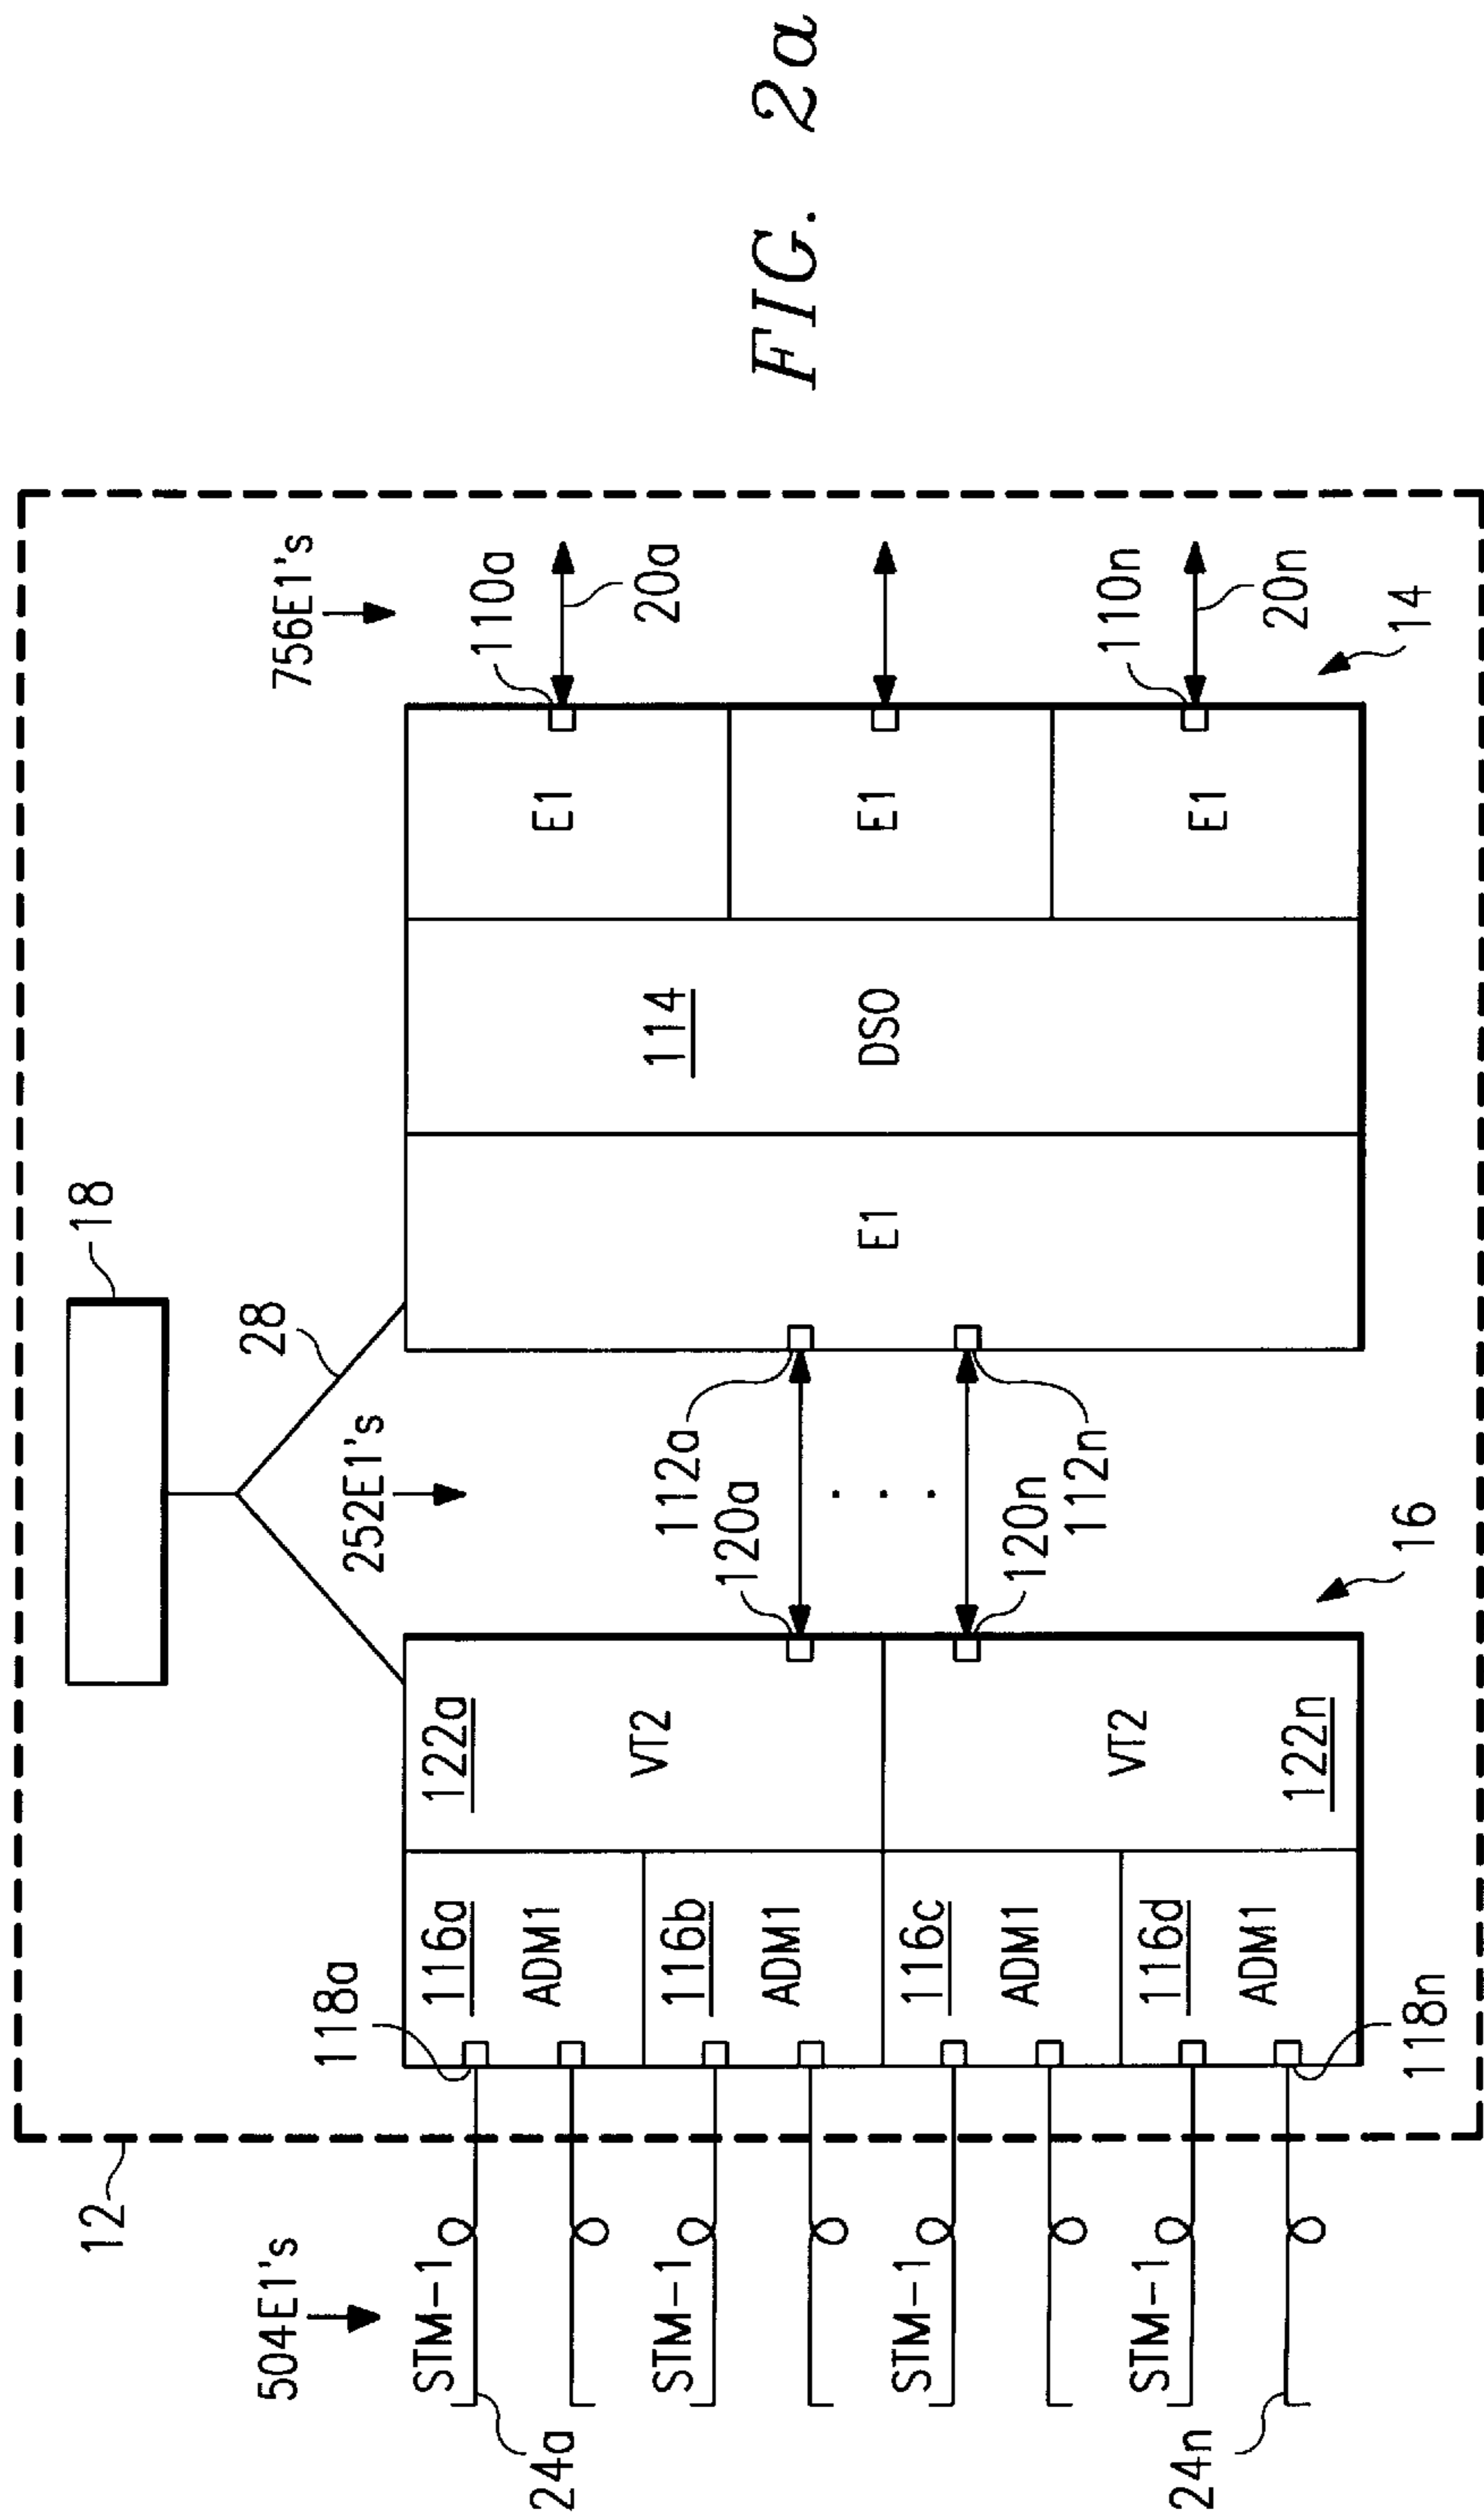 12
18
28
504E1's
252E1's
756E1's
STM-1
STM-1
STM-1
STM-1
24a
24n
118a
118n
116a
ADM1
116b
ADM1
116c
ADM1
116d
ADM1
122a
VT2
VT2
122n
120a
120n
112a
112n
. . .
16
E1
114
DS0
E1
E1
E1
110a
20a
110n
20n
14
FIG. 2a